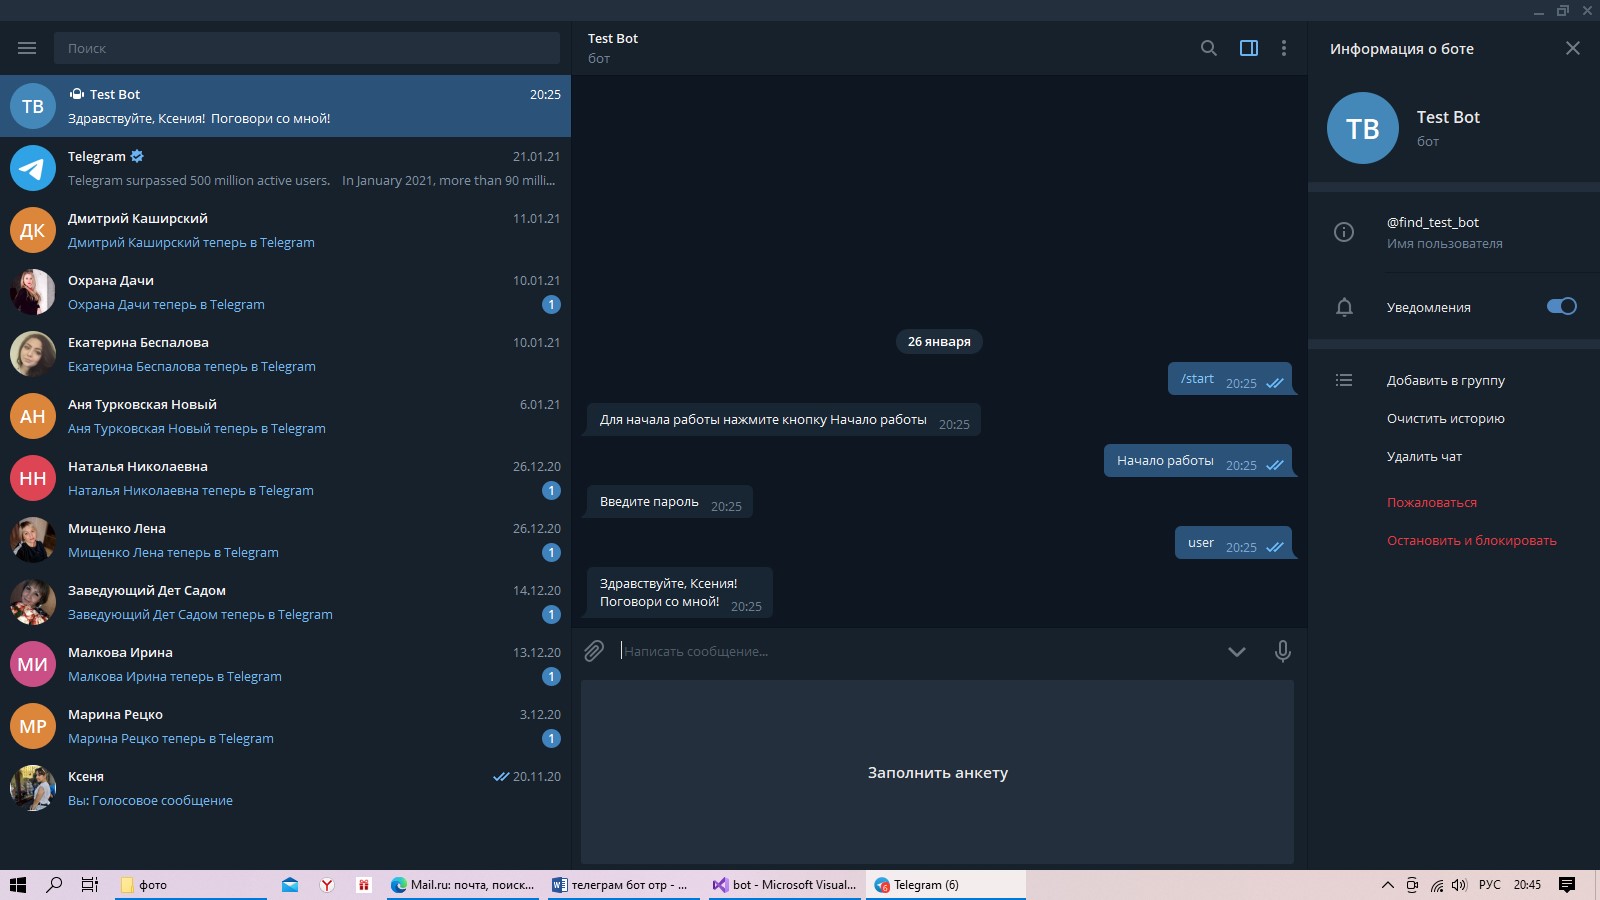 Поиск
ТВ
Test Bot
20:25
Здравствуйте, Ксения! Поговори со мной!
Telegram
21.01.21
Telegram surpassed 500 million active users. In January 2021, more than 90 milli...
ДК
Дмитрий Каширский
11.01.21
Дмитрий Каширский теперь в Telegram
Охрана Дачи
10.01.21
Охрана Дачи теперь в Telegram
1
Екатерина Беспалова
10.01.21
Екатерина Беспалова теперь в Telegram
АН
Аня Турковская Новый
6.01.21
Аня Турковская Новый теперь в Telegram
НН
Наталья Николаевна
26.12.20
Наталья Николаевна теперь в Telegram
1
Мищенко Лена
26.12.20
Мищенко Лена теперь в Telegram
1
Заведующий Дет Садом
14.12.20
Заведующий Дет Садом теперь в Telegram
1
МИ
Малкова Ирина
13.12.20
Малкова Ирина теперь в Telegram
1
МР
Марина Рецко
3.12.20
Марина Рецко теперь в Telegram
1
Ксеня
20.11.20
Вы: Голосовое сообщение
Test Bot
бот
26 января
/start 20:25
Для начала работы нажмите кнопку Начало работы 20:25
Начало работы 20:25
Введите пароль 20:25
user 20:25
Здравствуйте, Ксения!
Поговори со мной! 20:25
Написать сообщение...
Заполнить анкету
Информация о боте
ТВ
Test Bot
бот
@find_test_bot
Имя пользователя
Уведомления
Добавить в группу
Очистить историю
Удалить чат
Пожаловаться
Остановить и блокировать
фото
Mail.ru: почта, поиск...
телеграм бот отр - ...
bot - Microsoft Visual...
6
Telegram (6)
РУС
20:45